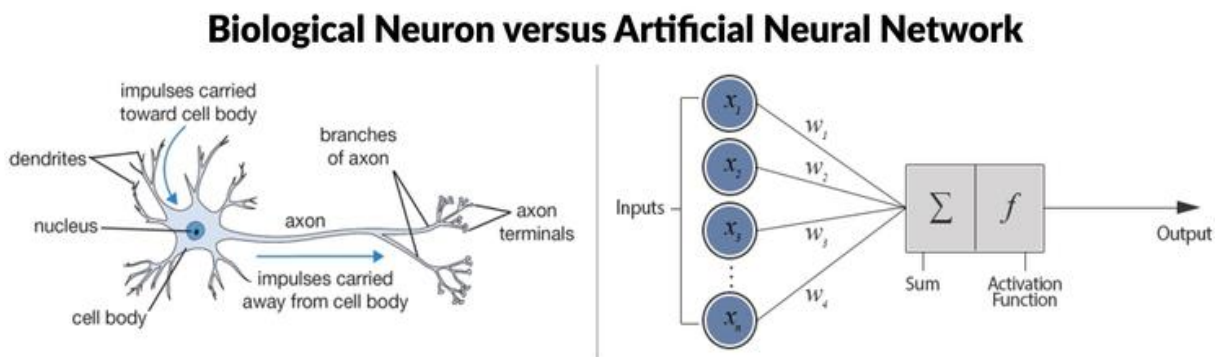 Biological Neuron versus Artificial Neural Network
impulses carried
toward cell body
dendrites
nucleus
cell body
axon
impulses carried
away from cell body
branches
of axon
axon
terminals
Inputs
x₁
x₂
x₃
⋮
xₙ
w₁
w₂
w₃
w₄
∑
f
Sum
Activation
Function
Output